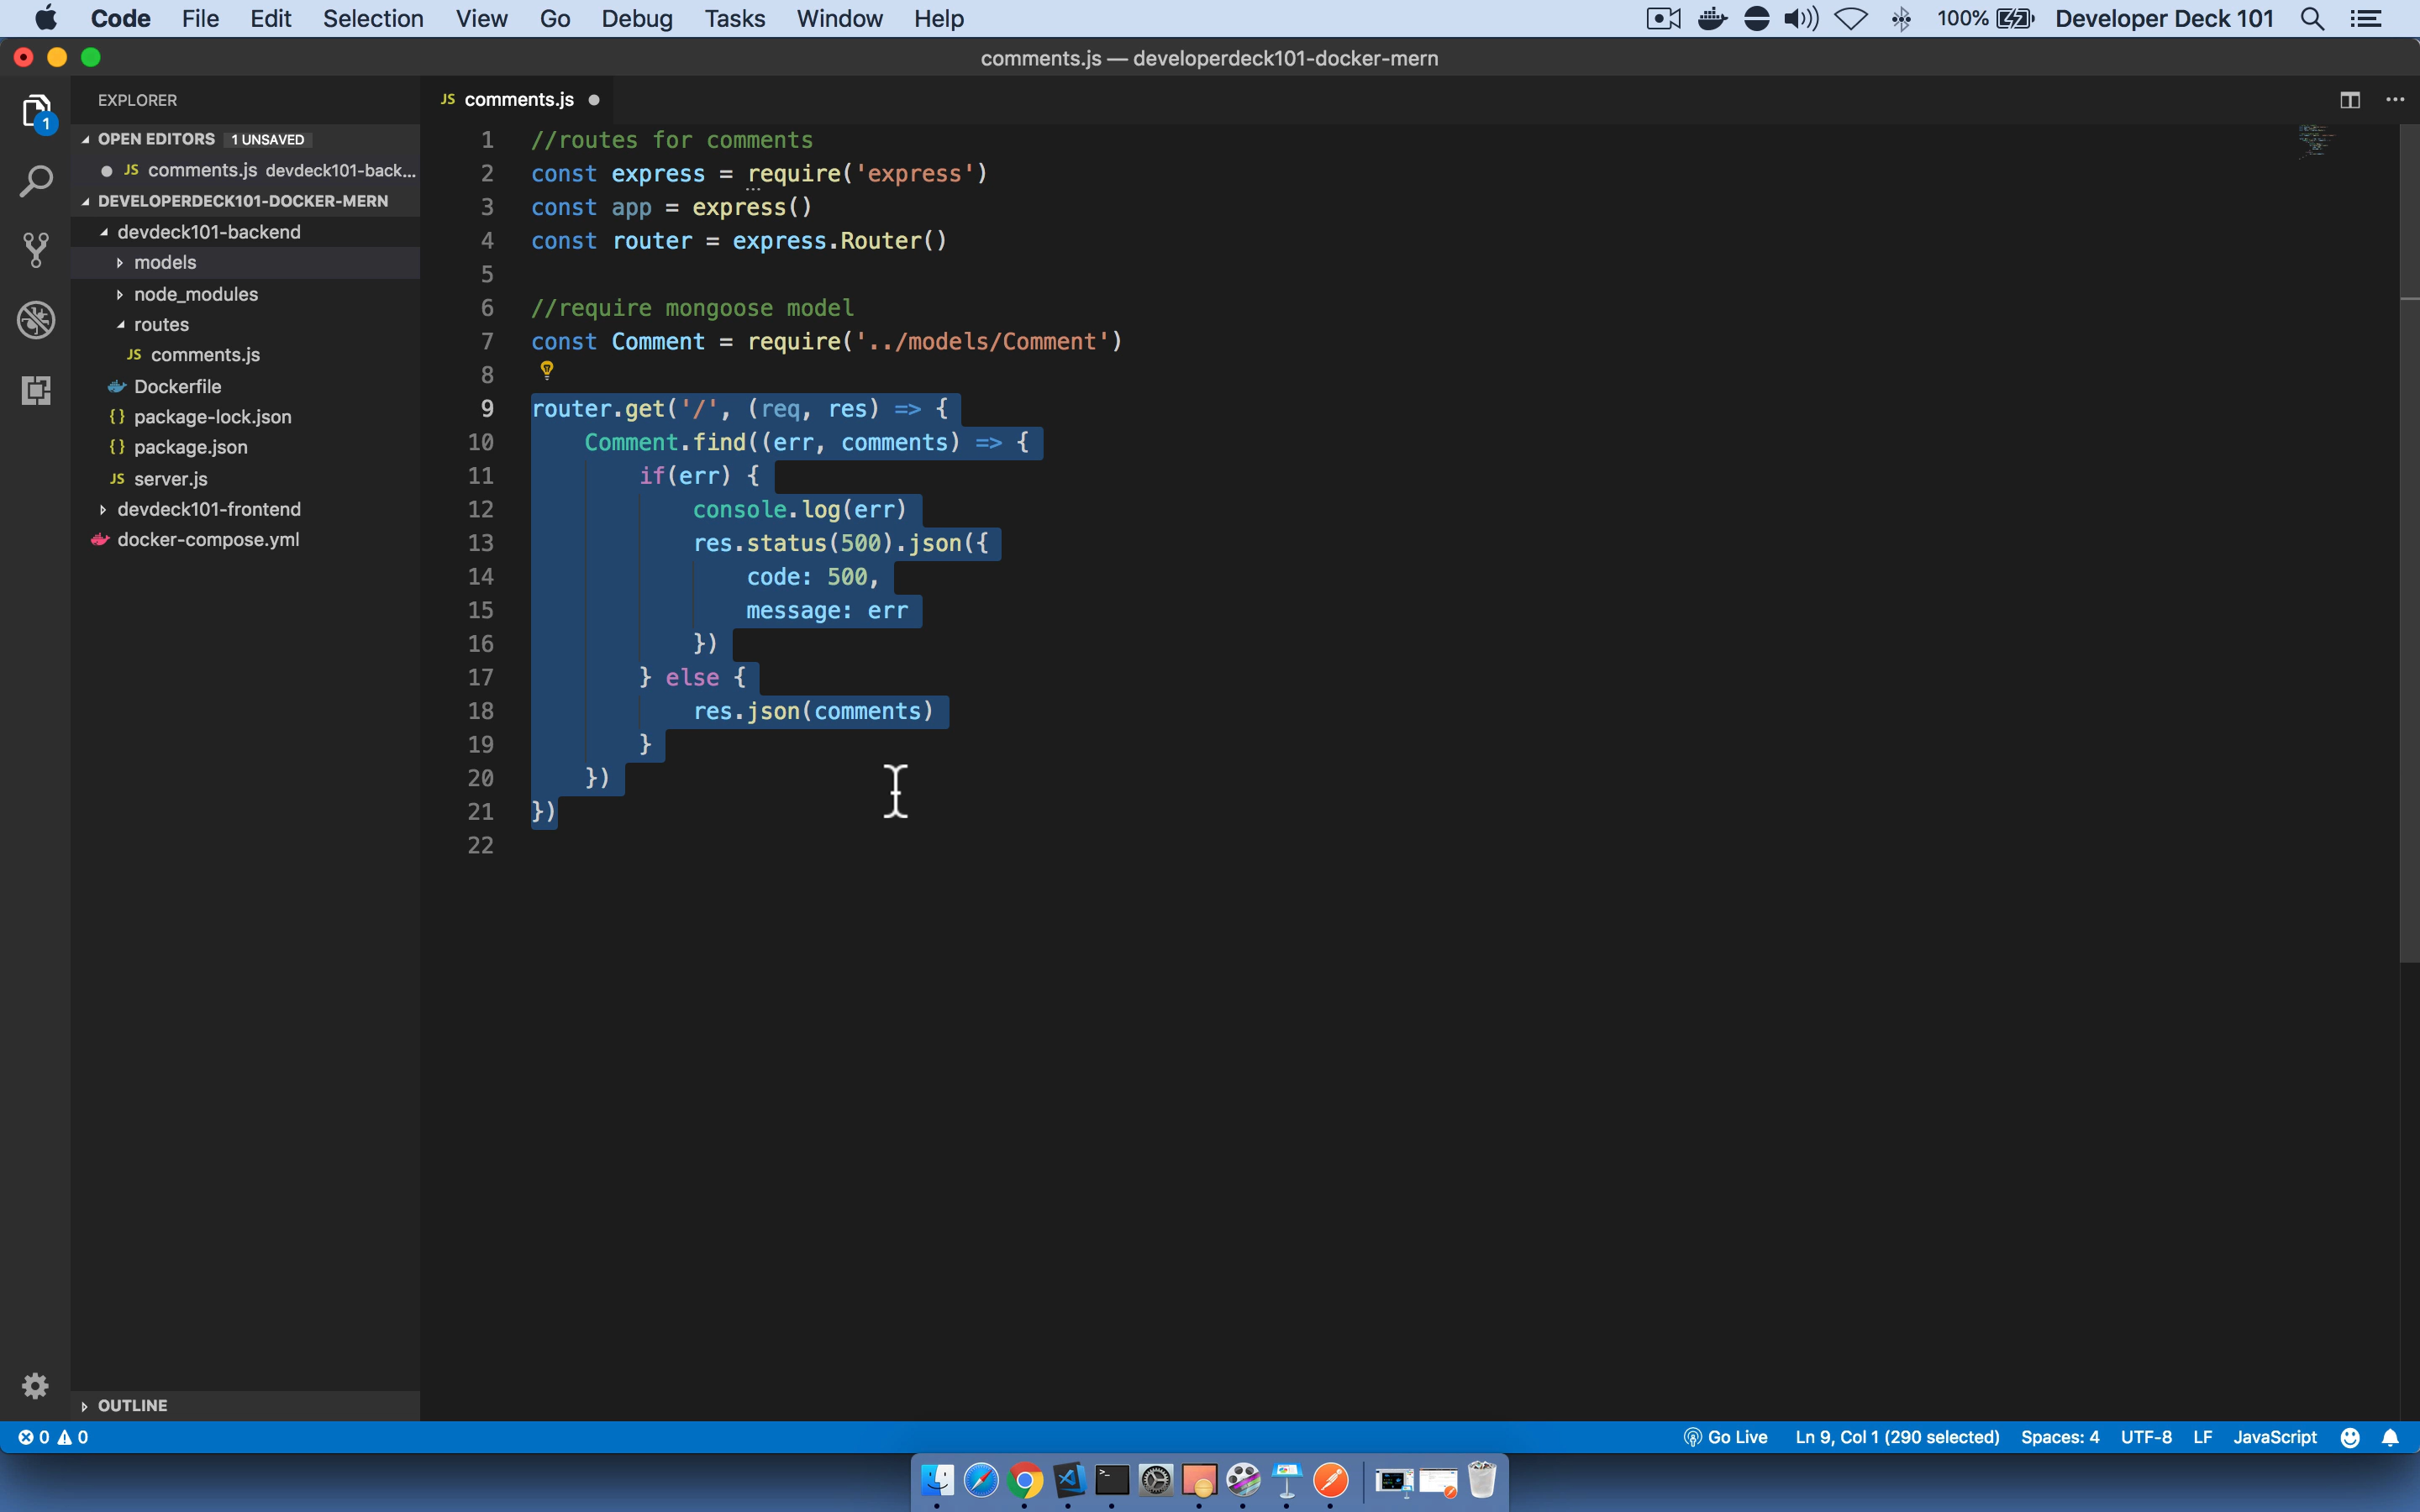 Code File Edit Selection View Go Debug Tasks Window Help 100% Developer Deck 101
comments.js — developerdeck101-docker-mern
1
EXPLORER
OPEN EDITORS 1 UNSAVED
JS comments.js devdeck101-back...
DEVELOPERDECK101-DOCKER-MERN
devdeck101-backend
models
node_modules
routes
JS comments.js
Dockerfile
{} package-lock.json
{} package.json
JS server.js
devdeck101-frontend
docker-compose.yml
OUTLINE
JS comments.js
1 //routes for comments
2 const express = require('express')
3 const app = express()
4 const router = express.Router()
5
6 //require mongoose model
7 const Comment = require('../models/Comment')
8
9 router.get('/', (req, res) => {
10 Comment.find((err, comments) => {
11 if(err) {
12 console.log(err)
13 res.status(500).json({
14 code: 500,
15 message: err
16 })
17 } else {
18 res.json(comments)
19 }
20 })
21 })
22
0 0 Go Live Ln 9, Col 1 (290 selected) Spaces: 4 UTF-8 LF JavaScript